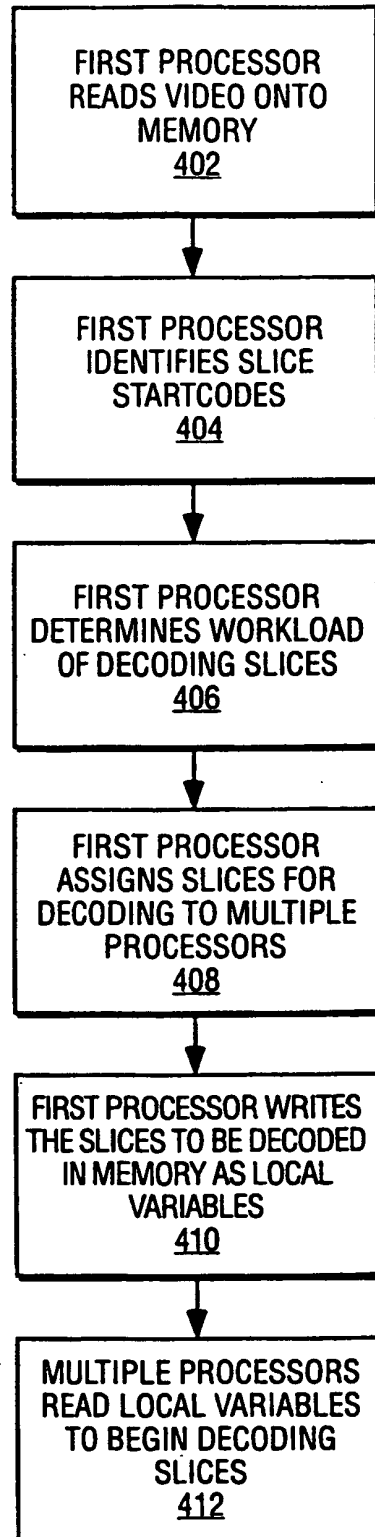 FIRST PROCESSOR
READS VIDEO ONTO
MEMORY
402
FIRST PROCESSOR
IDENTIFIES SLICE
STARTCODES
404
FIRST PROCESSOR
DETERMINES WORKLOAD
OF DECODING SLICES
406
FIRST PROCESSOR
ASSIGNS SLICES FOR
DECODING TO MULTIPLE
PROCESSORS
408
FIRST PROCESSOR WRITES
THE SLICES TO BE DECODED
IN MEMORY AS LOCAL
VARIABLES
410
MULTIPLE PROCESSORS
READ LOCAL VARIABLES
TO BEGIN DECODING
SLICES
412